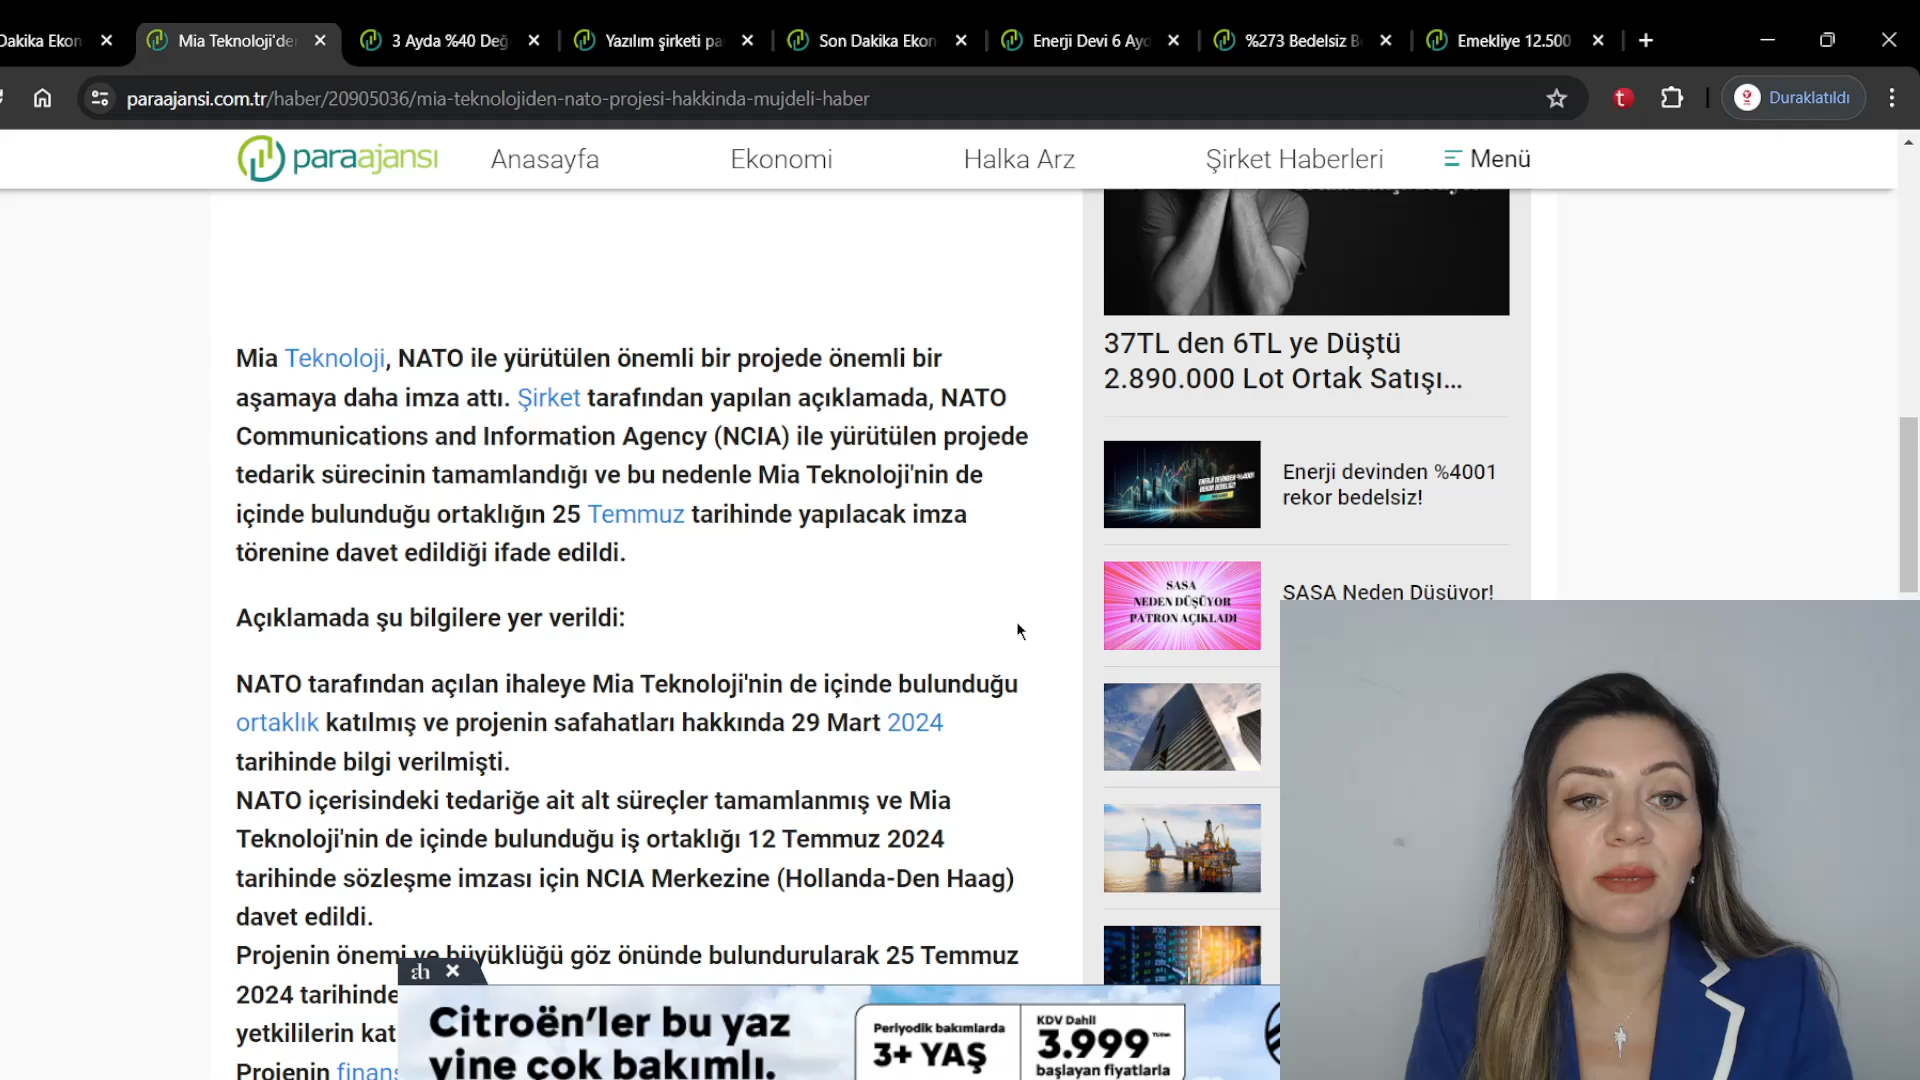 Dakika Ekon
Mia Teknoloji'de
3 Ayda %40 Değ
Yazılım şirketi pa
Son Dakika Ekon
Enerji Devi 6 Ayd
%273 Bedelsiz B
Emekliye 12.500
paraajansi.com.tr/haber/20905036/mia-teknolojiden-nato-projesi-hakkinda-mujdeli-haber
t
Duraklatıldı
paraajansı
Anasayfa
Ekonomi
Halka Arz
Şirket Haberleri
Menü
Mia Teknoloji, NATO ile yürütülen önemli bir projede önemli bir
aşamaya daha imza attı. Şirket tarafından yapılan açıklamada, NATO
Communications and Information Agency (NCIA) ile yürütülen projede
tedarik sürecinin tamamlandığı ve bu nedenle Mia Teknoloji'nin de
içinde bulunduğu ortaklığın 25 Temmuz tarihinde yapılacak imza
törenine davet edildiği ifade edildi.
Açıklamada şu bilgilere yer verildi:
NATO tarafından açılan ihaleye Mia Teknoloji'nin de içinde bulunduğu
ortaklık katılmış ve projenin safahatları hakkında 29 Mart 2024
tarihinde bilgi verilmişti.
NATO içerisindeki tedariğe ait alt süreçler tamamlanmış ve Mia
Teknoloji'nin de içinde bulunduğu iş ortaklığı 12 Temmuz 2024
tarihinde sözleşme imzası için NCIA Merkezine (Hollanda-Den Haag)
davet edildi.
Projenin önemi ve büyüklüğü göz önünde bulundurularak 25 Temmuz
2024 tarihinde
yetkililerin kat
Projenin finans
37TL den 6TL ye Düştü
2.890.000 Lot Ortak Satışı...
Enerji devinden %4001
rekor bedelsiz!
SASA
NEDEN DÜŞÜYOR
PATRON AÇIKLADI
SASA Neden Düşüyor!
Citroën'ler bu yaz
yine çok bakımlı.
Periyodik bakımlarda
3+ YAŞ
KDV Dahil
3.999
başlayan fiyatlarla